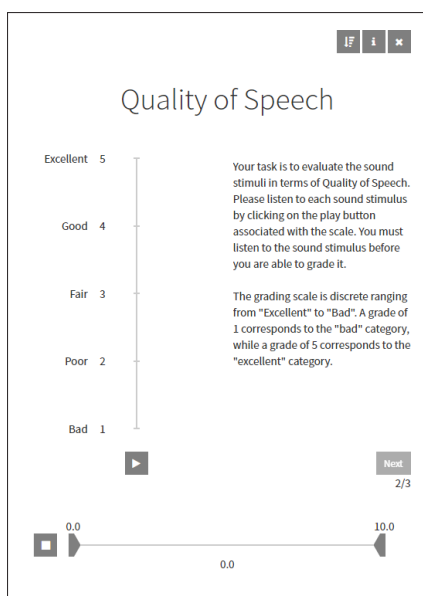 Quality of Speech
Excellent 5
Good 4
Fair 3
Poor 2
Bad 1
Your task is to evaluate the sound
stimuli in terms of Quality of Speech.
Please listen to each sound stimulus
by clicking on the play button
associated with the scale. You must
listen to the sound stimulus before
you are able to grade it.
The grading scale is discrete ranging
from "Excellent" to "Bad". A grade of
1 corresponds to the "bad" category,
while a grade of 5 corresponds to the
"excellent" category.
Next
2/3
0.0 10.0
0.0